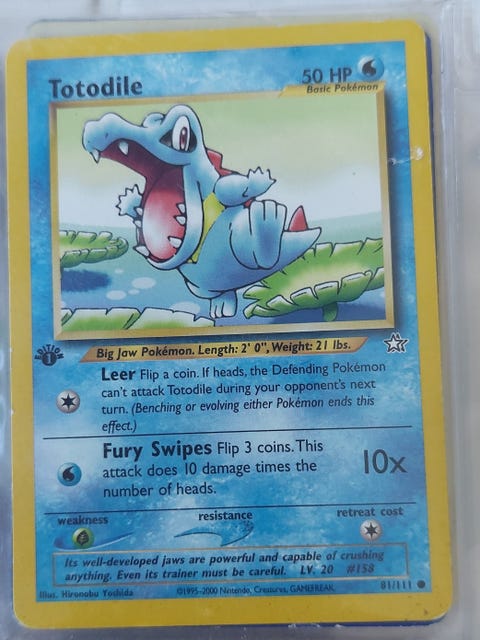 Totodile
50 HP
Basic Pokémon
EDITION
1
Big Jaw Pokémon. Length: 2' 0", Weight: 21 lbs.
Leer Flip a coin. If heads, the Defending Pokémon
can't attack Totodile during your opponent's next
turn. (Benching or evolving either Pokémon ends this
effect.)
Fury Swipes Flip 3 coins. This
attack does 10 damage times the
number of heads.
10x
weakness
resistance
retreat cost
Its well-developed jaws are powerful and capable of crushing
anything. Even its trainer must be careful. LV. 20 #158
Illus. Hironobu Yoshida
©1995-2000 Nintendo, Creatures, GAMEFREAK.
81/111